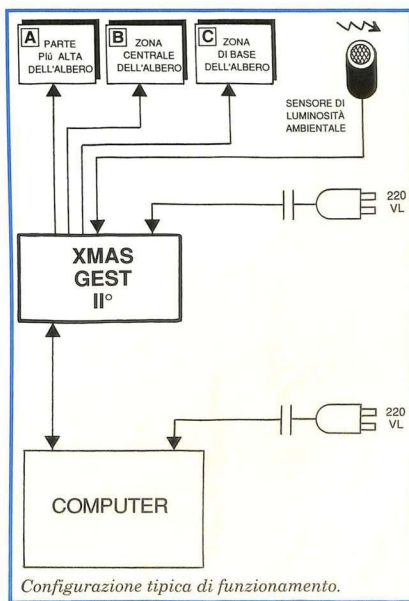 A
PARTE
PIú ALTA
DELL'ALBERO
B
ZONA
CENTRALE
DELL'ALBERO
C
ZONA
DI BASE
DELL'ALBERO
SENSORE DI
LUMINOSITÀ
AMBIENTALE
220
VL
XMAS
GEST
II°
220
VL
COMPUTER
Configurazione tipica di funzionamento.